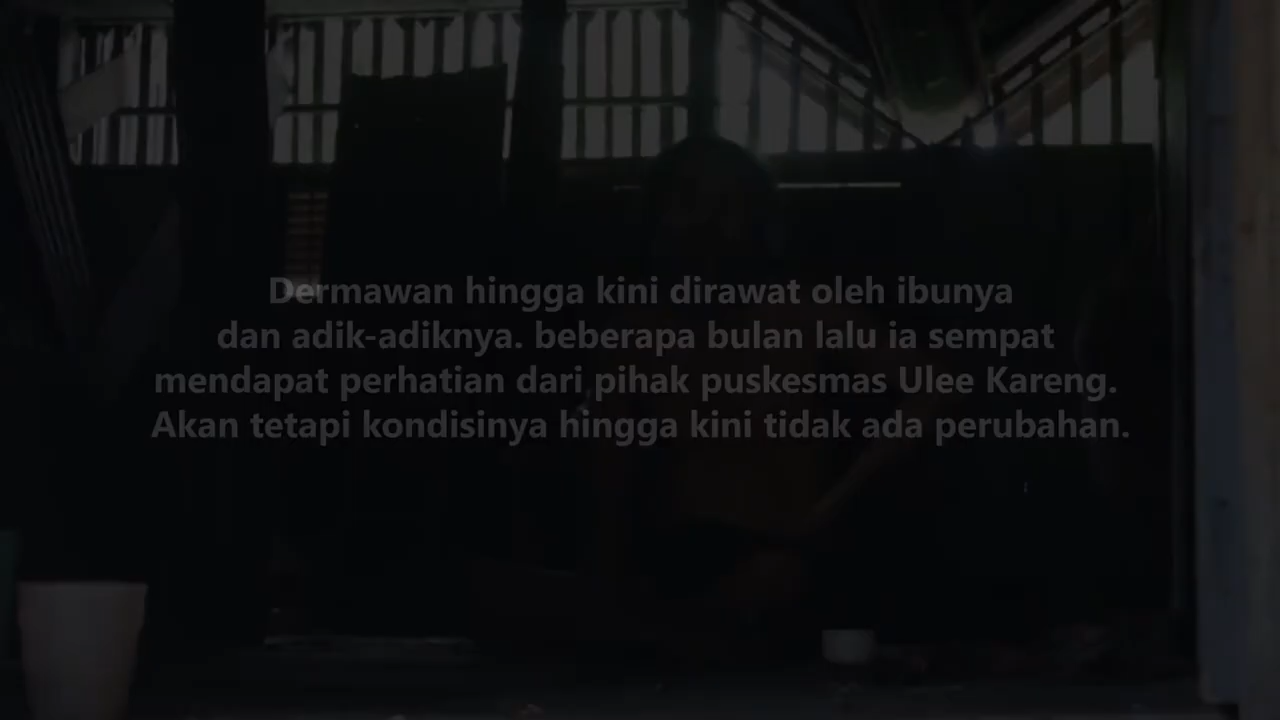 Dermawan hingga kini dirawat oleh ibunya
dan adik-adiknya. beberapa bulan lalu ia sempat
mendapat perhatian dari pihak puskesmas Ulee Kareng.
Akan tetapi kondisinya hingga kini tidak ada perubahan.